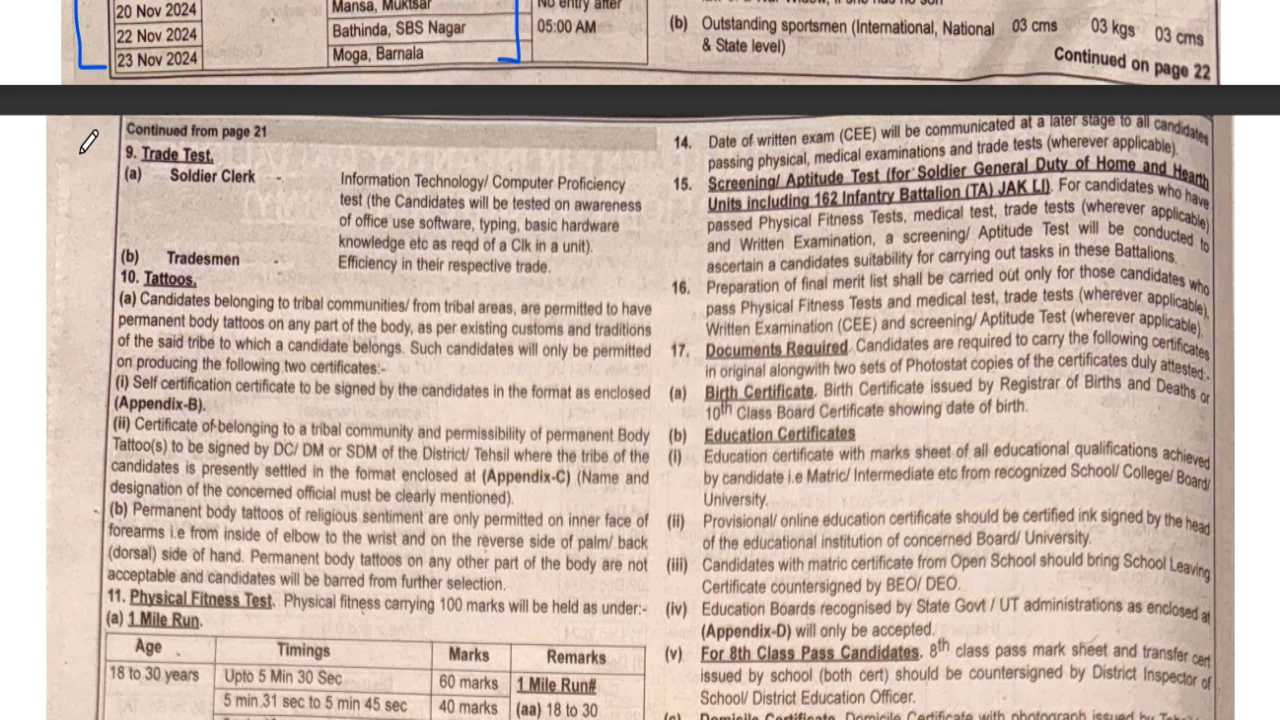 20 Nov 2024
22 Nov 2024
23 Nov 2024
Mansa, Muktsar
Bathinda, SBS Nagar
Moga, Barnala
No entry after
05:00 AM
(b) Outstanding sportsmen (International, National 03 cms 03 kgs 03 cms
& State level)
Continued on page 22
Continued from page 21
9. Trade Test.
(a) Soldier Clerk - Information Technology/ Computer Proficiency
test (the Candidates will be tested on awareness
of office use software, typing, basic hardware
knowledge etc as reqd of a Clk in a unit).
(b) Tradesmen - Efficiency in their respective trade.
10. Tattoos.
(a) Candidates belonging to tribal communities/ from tribal areas, are permitted to have
permanent body tattoos on any part of the body, as per existing customs and traditions
of the said tribe to which a candidate belongs. Such candidates will only be permitted
on producing the following two certificates:-
(i) Self certification certificate to be signed by the candidates in the format as enclosed
(Appendix-B).
(ii) Certificate of belonging to a tribal community and permissibility of permanent Body
Tattoo(s) to be signed by DC/ DM or SDM of the District/ Tehsil where the tribe of the
candidates is presently settled in the format enclosed at (Appendix-C) (Name and
designation of the concerned official must be clearly mentioned).
(b) Permanent body tattoos of religious sentiment are only permitted on inner face of
forearms i.e from inside of elbow to the wrist and on the reverse side of palm/ back
(dorsal) side of hand. Permanent body tattoos on any other part of the body are not
acceptable and candidates will be barred from further selection.
11. Physical Fitness Test. Physical fitness carrying 100 marks will be held as under:-
(a) 1 Mile Run.
Age Timings Marks Remarks
18 to 30 years Upto 5 Min 30 Sec 60 marks 1 Mile Run#
5 min 31 sec to 5 min 45 sec 40 marks (aa) 18 to 30
14. Date of written exam (CEE) will be communicated at a later stage to all candidates
passing physical, medical examinations and trade tests (wherever applicable).
15. Screening/ Aptitude Test (for Soldier General Duty of Home and Hearth
Units including 162 Infantry Battalion (TA) JAK LI). For candidates who have
passed Physical Fitness Tests, medical test, trade tests (wherever applicable)
and Written Examination, a screening/ Aptitude Test will be conducted to
ascertain a candidates suitability for carrying out tasks in these Battalions.
16. Preparation of final merit list shall be carried out only for those candidates who
pass Physical Fitness Tests and medical test, trade tests (wherever applicable),
Written Examination (CEE) and screening/ Aptitude Test (wherever applicable).
17. Documents Required. Candidates are required to carry the following certificates
in original alongwith two sets of Photostat copies of the certificates duly attested:-
(a) Birth Certificate. Birth Certificate issued by Registrar of Births and Deaths or
10th Class Board Certificate showing date of birth.
(b) Education Certificates
(i) Education certificate with marks sheet of all educational qualifications achieved
by candidate i.e Matric/ Intermediate etc from recognized School/ College/ Board/
University.
(ii) Provisional/ online education certificate should be certified ink signed by the head
of the educational institution of concerned Board/ University.
(iii) Candidates with matric certificate from Open School should bring School Leaving
Certificate countersigned by BEO/ DEO.
(iv) Education Boards recognised by State Govt / UT administrations as enclosed at
(Appendix-D) will only be accepted.
(v) For 8th Class Pass Candidates. 8th class pass mark sheet and transfer cert
issued by school (both cert) should be countersigned by District Inspector of
School/ District Education Officer.
Domicile Certificate. Domicile Certificate with photograph issued by